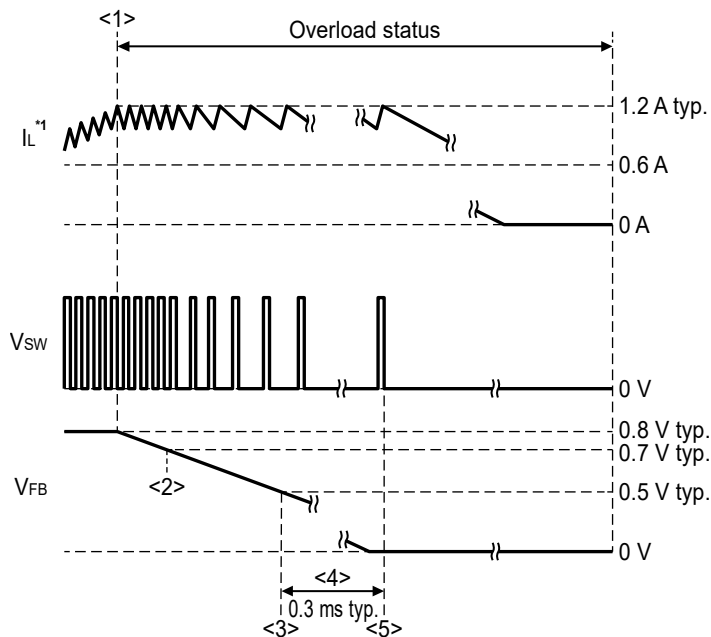 <1>
Overload status
1.2 A typ.
IL*1
0.6 A
0 A
VSW
0 V
0.8 V typ.
0.7 V typ.
VFB
<2>
0.5 V typ.
0 V
<4>
0.3 ms typ.
<3>
<5>